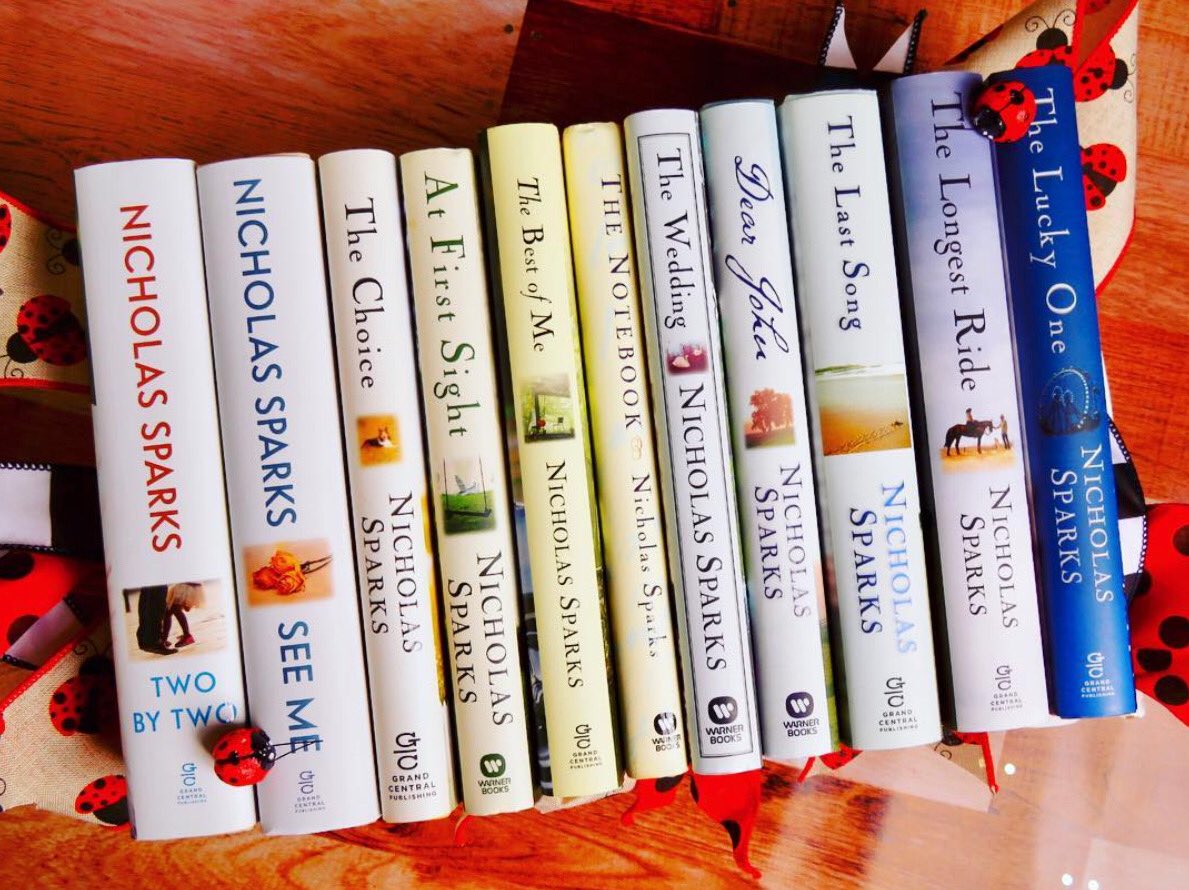 NICHOLAS SPARKS
TWO
BY TWO
GRAND
CENTRAL
PUBLISHING
NICHOLAS SPARKS
SEE ME
GRAND
CENTRAL
PUBLISHING
The Choice
NICHOLAS
SPARKS
GRAND
CENTRAL
PUBLISHING
At First Sight
NICHOLAS
SPARKS
WARNER
BOOKS
The Best of Me
NICHOLAS SPARKS
GRAND
CENTRAL
PUBLISHING
THE NOTEBOOK
Nicholas Sparks
WARNER
BOOKS
The Wedding
NICHOLAS SPARKS
WARNER
BOOKS
Dear John
NICHOLAS
SPARKS
WARNER
BOOKS
The Last Song
NICHOLAS
SPARKS
GRAND
CENTRAL
PUBLISHING
The Longest Ride
NICHOLAS
SPARKS
GRAND
CENTRAL
PUBLISHING
The Lucky One
NICHOLAS
SPARKS
GRAND
CENTRAL
PUBLISHING